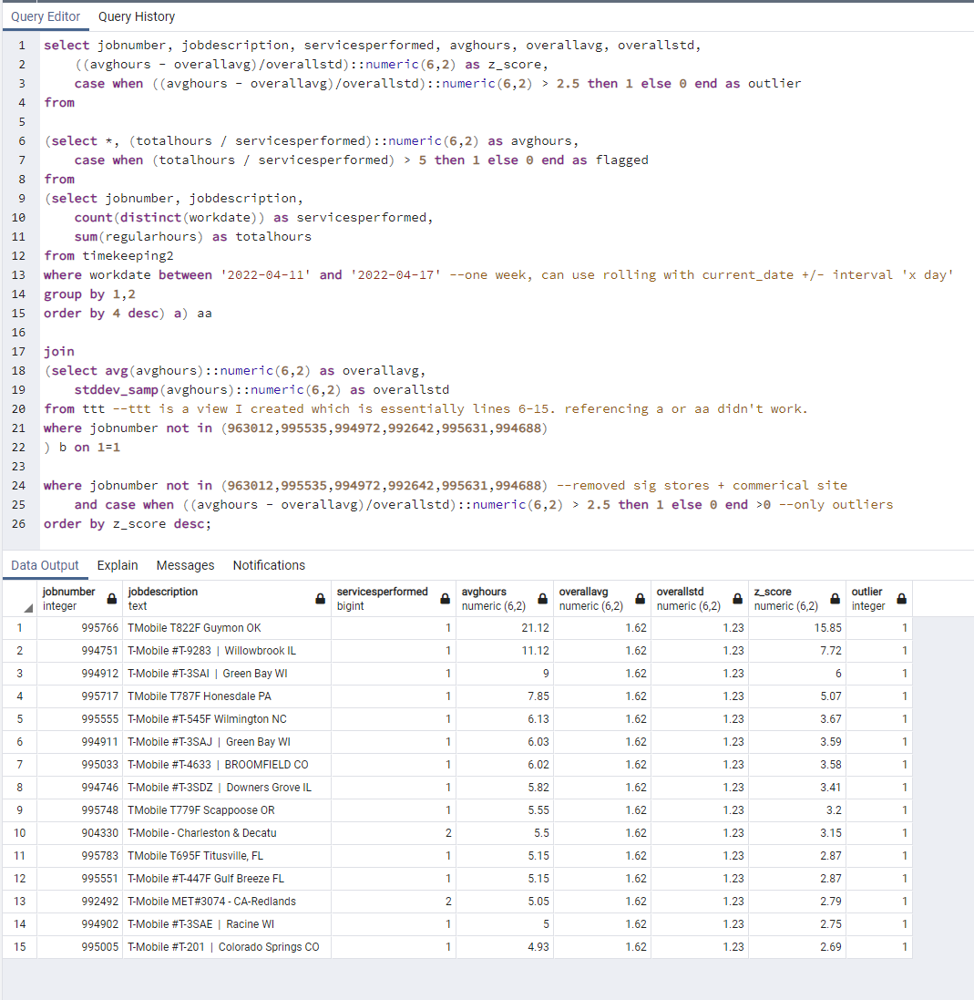 Query Editor Query History
1 select jobnumber, jobdescription, servicesperformed, avghours, overallavg, overallstd,
2 ((avghours - overallavg)/overallstd)::numeric(6,2) as z_score,
3 case when ((avghours - overallavg)/overallstd)::numeric(6,2) > 2.5 then 1 else 0 end as outlier
4 from
5
6 (select *, (totalhours / servicesperformed)::numeric(6,2) as avghours,
7 case when (totalhours / servicesperformed) > 5 then 1 else 0 end as flagged
8 from
9 (select jobnumber, jobdescription,
10 count(distinct(workdate)) as servicesperformed,
11 sum(regularhours) as totalhours
12 from timekeeping2
13 where workdate between '2022-04-11' and '2022-04-17' --one week, can use rolling with current_date +/- interval 'x day'
14 group by 1,2
15 order by 4 desc) a) aa
16
17 join
18 (select avg(avghours)::numeric(6,2) as overallavg,
19 stddev_samp(avghours)::numeric(6,2) as overallstd
20 from ttt --ttt is a view I created which is essentially lines 6-15. referencing a or aa didn't work.
21 where jobnumber not in (963012,995535,994972,992642,995631,994688)
22 ) b on 1=1
23
24 where jobnumber not in (963012,995535,994972,992642,995631,994688) --removed sig stores + commerical site
25 and case when ((avghours - overallavg)/overallstd)::numeric(6,2) > 2.5 then 1 else 0 end >0 --only outliers
26 order by z_score desc;
Data Output Explain Messages Notifications
jobnumber jobdescription servicesperformed avghours overallavg overallstd z_score outlier
integer text bigint numeric (6,2) numeric (6,2) numeric (6,2) numeric (6,2) integer
1 995766 TMobile T822F Guymon OK 1 21.12 1.62 1.23 15.85 1
2 994751 T-Mobile #T-9283 | Willowbrook IL 1 11.12 1.62 1.23 7.72 1
3 994912 T-Mobile #T-3SAI | Green Bay WI 1 9 1.62 1.23 6 1
4 995717 TMobile T787F Honesdale PA 1 7.85 1.62 1.23 5.07 1
5 995555 T-Mobile #T-545F Wilmington NC 1 6.13 1.62 1.23 3.67 1
6 994911 T-Mobile #T-3SAJ | Green Bay WI 1 6.03 1.62 1.23 3.59 1
7 995033 T-Mobile #T-4633 | BROOMFIELD CO 1 6.02 1.62 1.23 3.58 1
8 994746 T-Mobile #T-3SDZ | Downers Grove IL 1 5.82 1.62 1.23 3.41 1
9 995748 TMobile T779F Scappoose OR 1 5.55 1.62 1.23 3.2 1
10 904330 T-Mobile - Charleston & Decatu 2 5.5 1.62 1.23 3.15 1
11 995783 TMobile T695F Titusville, FL 1 5.15 1.62 1.23 2.87 1
12 995551 T-Mobile #T-447F Gulf Breeze FL 1 5.15 1.62 1.23 2.87 1
13 992492 T-Mobile MET#3074 - CA-Redlands 2 5.05 1.62 1.23 2.79 1
14 994902 T-Mobile #T-3SAE | Racine WI 1 5 1.62 1.23 2.75 1
15 995005 T-Mobile #T-201 | Colorado Springs CO 1 4.93 1.62 1.23 2.69 1